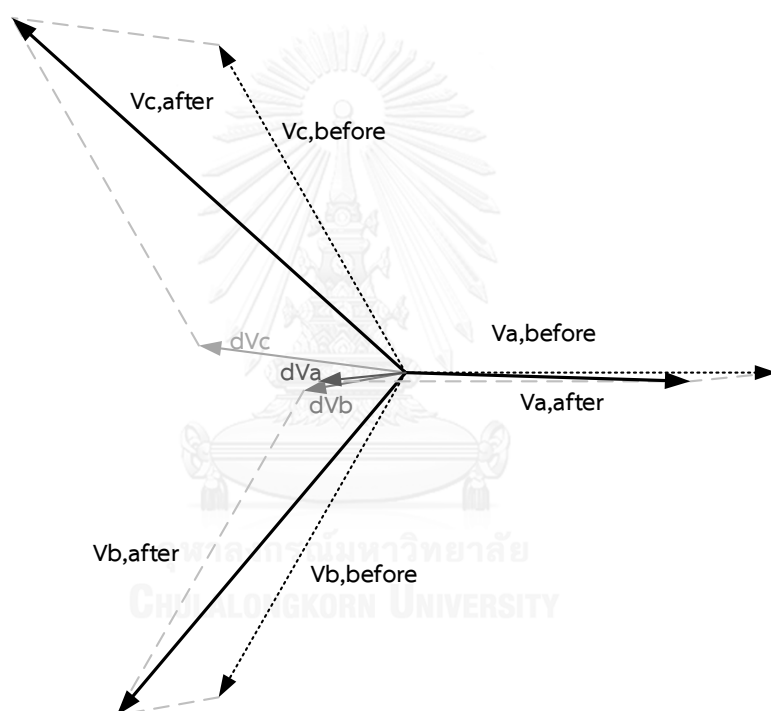 Vc,after
Vc,before
Va,before
dVc
dVa
Va,after
dVb
Vb,after
จุฬาลงกรณ์มหาวิทยาลัย
Vb,before
CHULALONGKORN UNIVERSITY